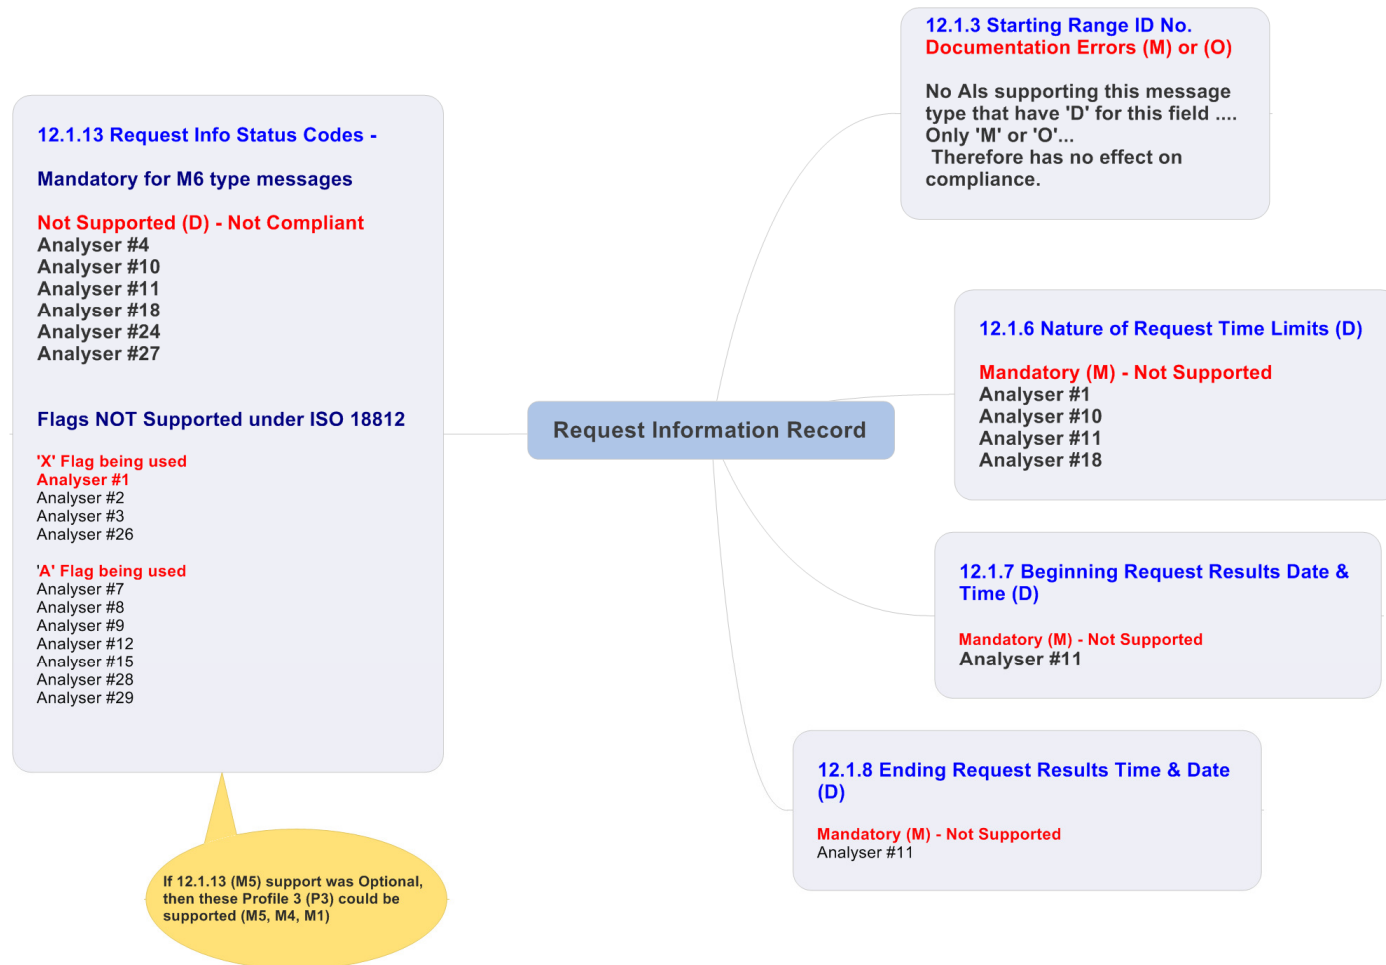 12.1.3 Starting Range ID No.
Documentation Errors (M) or (O)
No AIs supporting this message
type that have 'D' for this field ....
Only 'M' or 'O'...
Therefore has no effect on
compliance.
12.1.13 Request Info Status Codes -
Mandatory for M6 type messages
Not Supported (D) - Not Compliant
Analyser #4
Analyser #10
Analyser #11
Analyser #18
Analyser #24
Analyser #27
Flags NOT Supported under ISO 18812
'X' Flag being used
Analyser #1
Analyser #2
Analyser #3
Analyser #26
'A' Flag being used
Analyser #7
Analyser #8
Analyser #9
Analyser #12
Analyser #15
Analyser #28
Analyser #29
Request Information Record
12.1.6 Nature of Request Time Limits (D)
Mandatory (M) - Not Supported
Analyser #1
Analyser #10
Analyser #11
Analyser #18
12.1.7 Beginning Request Results Date &
Time (D)
Mandatory (M) - Not Supported
Analyser #11
12.1.8 Ending Request Results Time & Date
(D)
Mandatory (M) - Not Supported
Analyser #11
If 12.1.13 (M5) support was Optional,
then these Profile 3 (P3) could be
supported (M5, M4, M1)